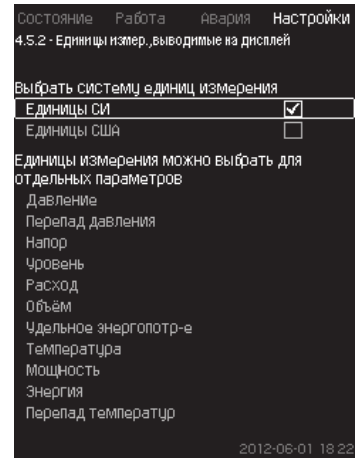 Состояние Работа Авария Настройки
4.5.2 - Единицы измер.,выводимые на дисплей
Выбрать систему единиц измерения
Единицы СИ
Единицы США
Единицы измерения можно выбрать для
отдельных параметров
Давление
Перепад давления
Напор
Уровень
Расход
Объём
Удельное энергопотр-е
Температура
Мощность
Энергия
Перепад температур
2012-06-01 18:22